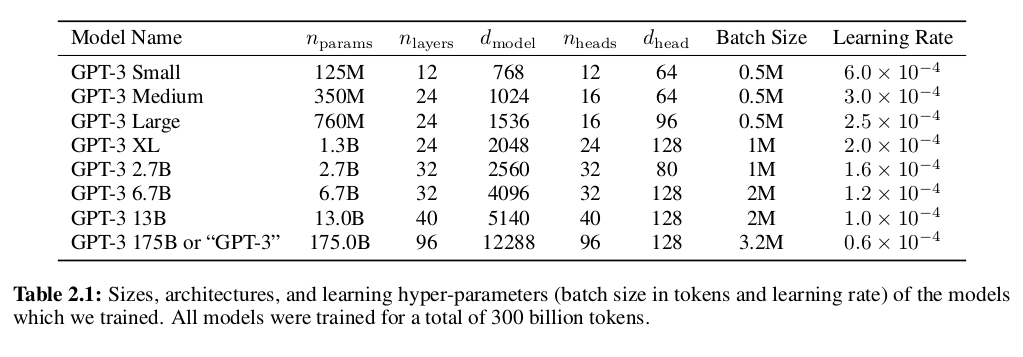 Model Name n_params n_layers d_model n_heads d_head Batch Size Learning Rate
GPT-3 Small 125M 12 768 12 64 0.5M 6.0 × 10⁻⁴
GPT-3 Medium 350M 24 1024 16 64 0.5M 3.0 × 10⁻⁴
GPT-3 Large 760M 24 1536 16 96 0.5M 2.5 × 10⁻⁴
GPT-3 XL 1.3B 24 2048 24 128 1M 2.0 × 10⁻⁴
GPT-3 2.7B 2.7B 32 2560 32 80 1M 1.6 × 10⁻⁴
GPT-3 6.7B 6.7B 32 4096 32 128 2M 1.2 × 10⁻⁴
GPT-3 13B 13.0B 40 5140 40 128 2M 1.0 × 10⁻⁴
GPT-3 175B or “GPT-3” 175.0B 96 12288 96 128 3.2M 0.6 × 10⁻⁴
Table 2.1: Sizes, architectures, and learning hyper-parameters (batch size in tokens and learning rate) of the models
which we trained. All models were trained for a total of 300 billion tokens.